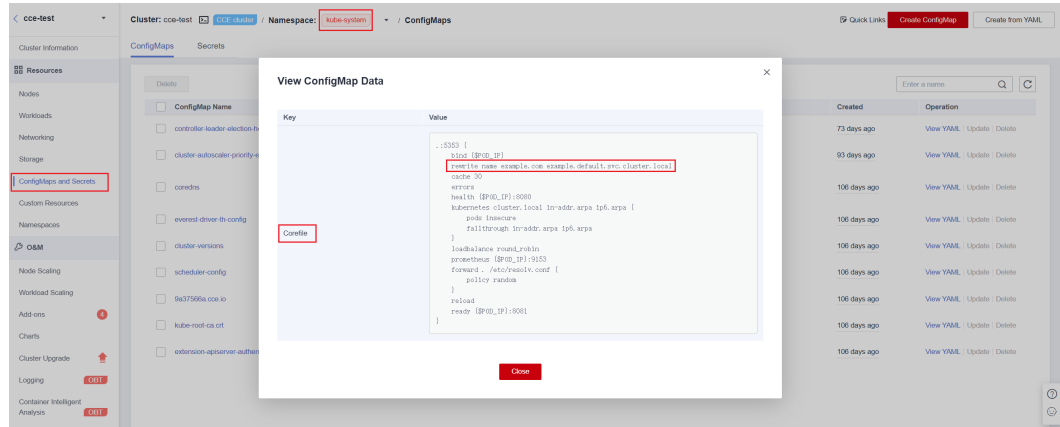 cce-test
Cluster: cce-test CCE cluster / Namespace: kube-system / ConfigMaps
Quick Links
Create ConfigMap
Create from YAML
Cluster Information
Resources
Nodes
Workloads
Networking
Storage
ConfigMaps and Secrets
Custom Resources
Namespaces
O&M
Node Scaling
Workload Scaling
Add-ons 4
Charts
Cluster Upgrade
Logging OBT
Container Intelligent
Analysis OBT
ConfigMaps Secrets
Delete
Enter a name.
ConfigMap Name
Created Operation
controller-leader-election-h
73 days ago View YAML Update Delete
cluster-autoscaler-priority-e
93 days ago View YAML Update Delete
coredns
106 days ago View YAML Update Delete
everest-driver-th-config
106 days ago View YAML Update Delete
cluster-versions
106 days ago View YAML Update Delete
scheduler-config
106 days ago View YAML Update Delete
9a37566a.cce.io
106 days ago View YAML Update Delete
kube-root-ca.crt
106 days ago View YAML Update Delete
extension-apiserver-authen
106 days ago View YAML Update Delete
View ConfigMap Data
Key Value
Corefile
.:5353 {
bind {$POD_IP}
rewrite name example.com example.default.svc.cluster.local
cache 30
errors
health {$POD_IP}:8080
kubernetes cluster.local in-addr.arpa ip6.arpa {
pods insecure
fallthrough in-addr.arpa ip6.arpa
}
loadbalance round_robin
prometheus {$POD_IP}:9153
forward . /etc/resolv.conf {
policy random
}
reload
ready {$POD_IP}:8081
}
Close